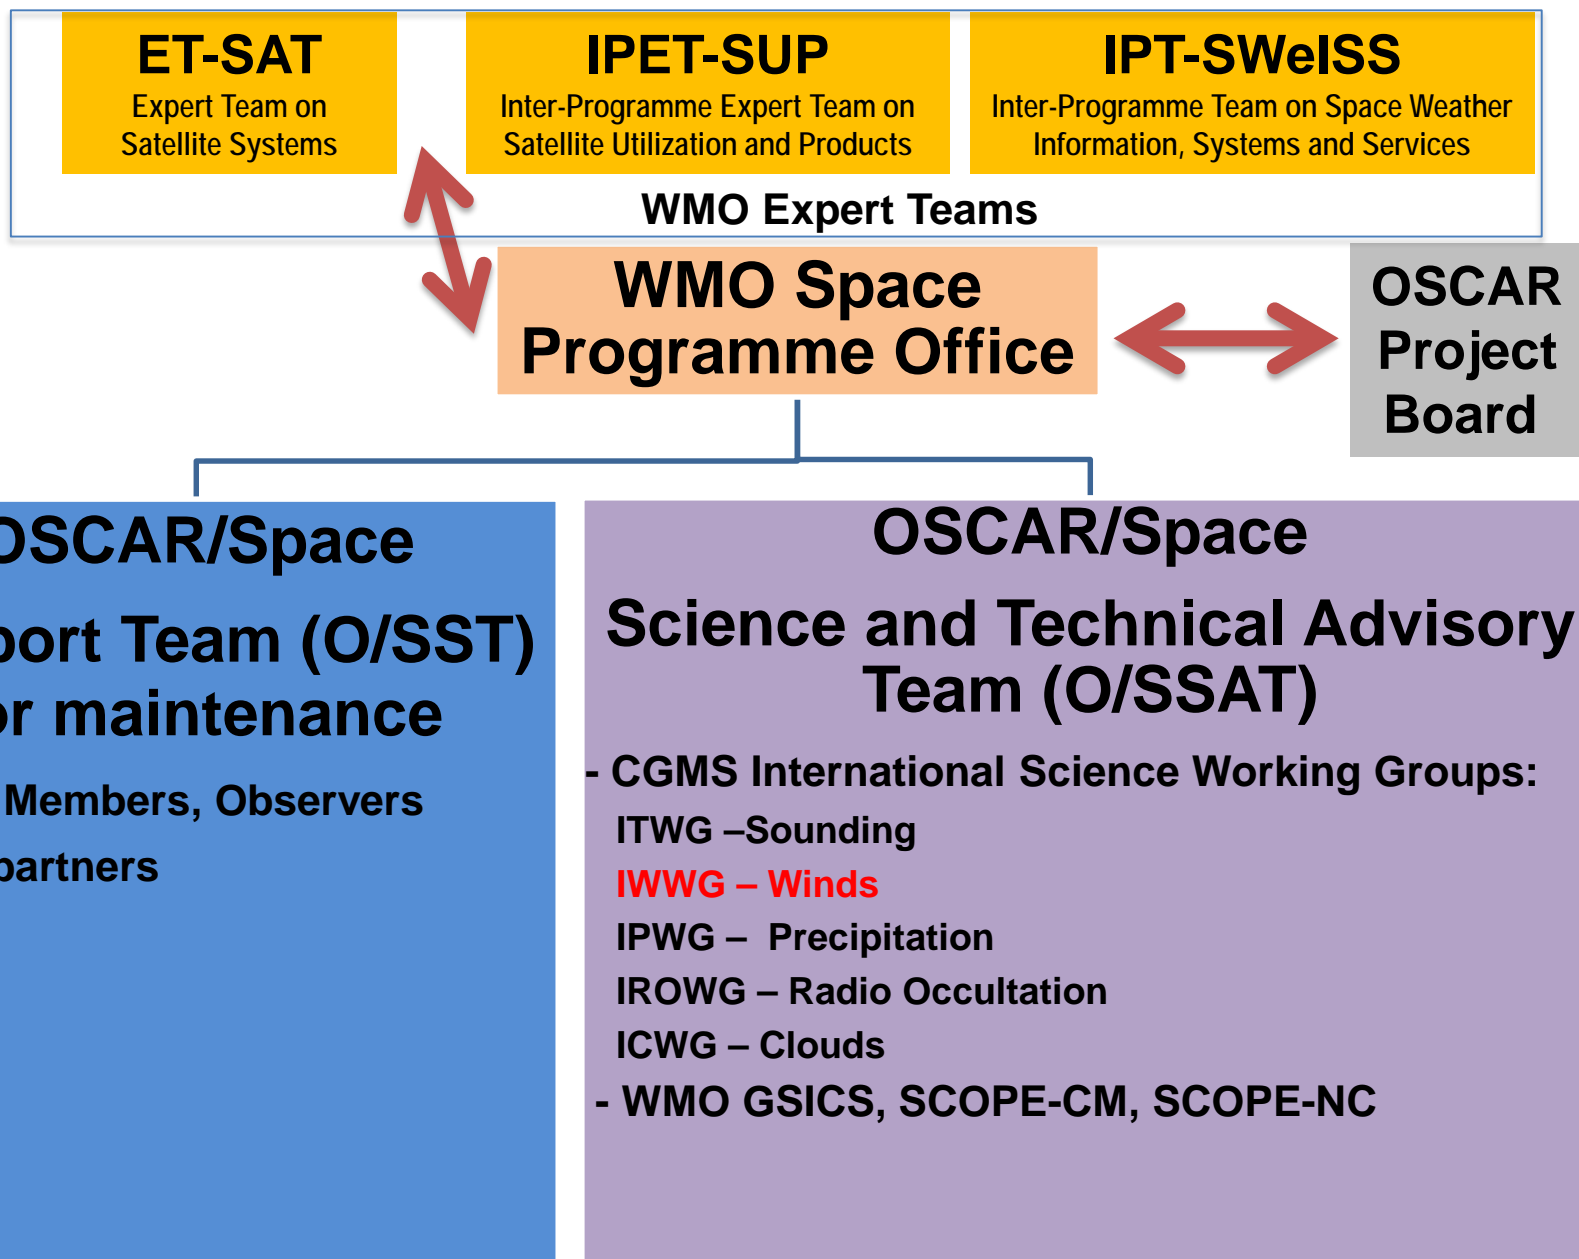 ET-SAT
Expert Team on
Satellite Systems
IPET-SUP
Inter-Programme Expert Team on
Satellite Utilization and Products
IPT-SWeISS
Inter-Programme Team on Space Weather
Information, Systems and Services
WMO Expert Teams
WMO Space
Programme Office
OSCAR
Project
Board
OSCAR/Space
port Team (O/SST)
or maintenance
Members, Observers
partners
OSCAR/Space
Science and Technical Advisory
Team (O/SSAT)
- CGMS International Science Working Groups:
ITWG –Sounding
IWWG – Winds
IPWG – Precipitation
IROWG – Radio Occultation
ICWG – Clouds
- WMO GSICS, SCOPE-CM, SCOPE-NC